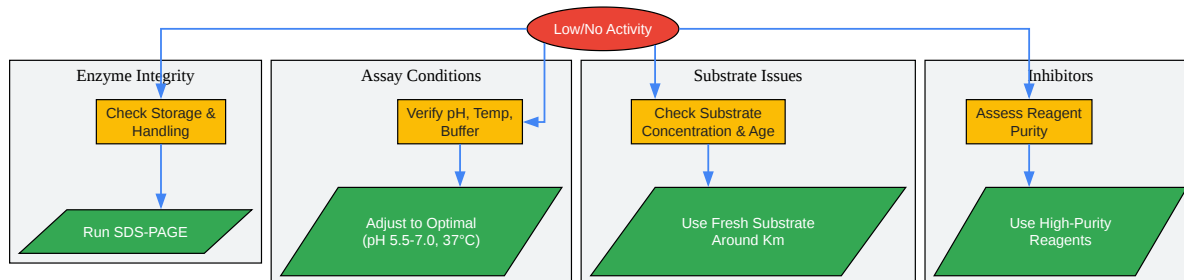 Low/No Activity
Enzyme Integrity
Check Storage &
Handling
Run SDS-PAGE
Assay Conditions
Verify pH, Temp,
Buffer
Adjust to Optimal
(pH 5.5-7.0, 37°C)
Substrate Issues
Check Substrate
Concentration & Age
Use Fresh Substrate
Around Km
Inhibitors
Assess Reagent
Purity
Use High-Purity
Reagents